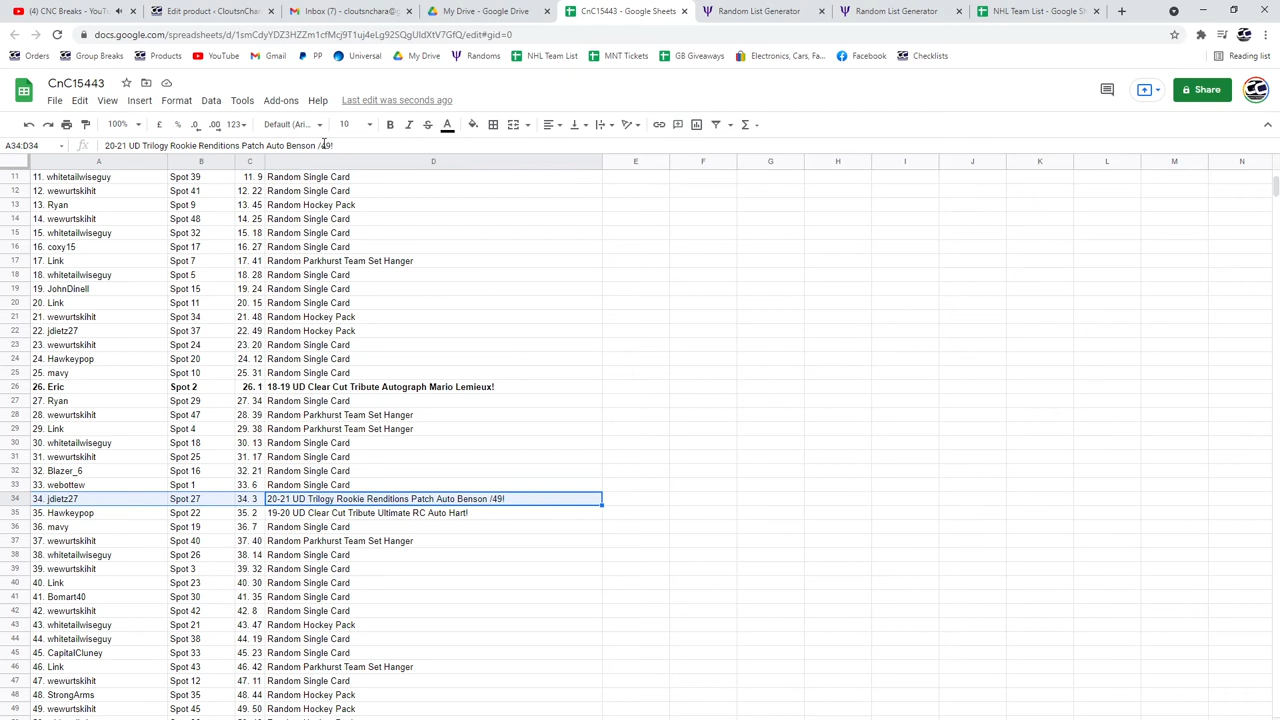 (4) CNC Breaks - YouT
Edit product · CloutsnChar
Inbox (7) - cloutsnchara@g
My Drive - Google Drive
CnC15443 - Google Sheets
Random List Generator
Random List Generator
NHL Team List - Google Sh
docs.google.com/spreadsheets/d/1smCdyYDZ3HZZm1cfMcj9T1uj4eLg92SQgUldXtV7GfQ/edit#gid=0
Orders
Group Breaks
Products
YouTube
Gmail
PP
Universal
My Drive
Randoms
NHL Team List
MNT Tickets
GB Giveaways
Electronics, Cars, Fa...
Facebook
Checklists
Reading list
CnC15443
File Edit View Insert Format Data Tools Add-ons Help Last edit was seconds ago
Share
100% £ % .0 .00 123 Default (Ari... 10
A34:D34 fx 20-21 UD Trilogy Rookie Renditions Patch Auto Benson /49!
A B C D E F G H I J K L M N
11 11. whitetailwiseguy Spot 39 11. 9 Random Single Card
12 12. wewurtskihit Spot 41 12. 22 Random Single Card
13 13. Ryan Spot 9 13. 45 Random Hockey Pack
14 14. wewurtskihit Spot 48 14. 25 Random Single Card
15 15. whitetailwiseguy Spot 32 15. 18 Random Single Card
16 16. coxy15 Spot 17 16. 27 Random Single Card
17 17. Link Spot 7 17. 41 Random Parkhurst Team Set Hanger
18 18. whitetailwiseguy Spot 5 18. 28 Random Single Card
19 19. JohnDinell Spot 15 19. 24 Random Single Card
20 20. Link Spot 11 20. 15 Random Single Card
21 21. wewurtskihit Spot 34 21. 48 Random Hockey Pack
22 22. jdietz27 Spot 37 22. 49 Random Hockey Pack
23 23. wewurtskihit Spot 24 23. 20 Random Single Card
24 24. Hawkeypop Spot 20 24. 12 Random Single Card
25 25. mavy Spot 10 25. 31 Random Single Card
26 26. Eric Spot 2 26. 1 18-19 UD Clear Cut Tribute Autograph Mario Lemieux!
27 27. Ryan Spot 29 27. 34 Random Single Card
28 28. wewurtskihit Spot 47 28. 39 Random Parkhurst Team Set Hanger
29 29. Link Spot 4 29. 38 Random Parkhurst Team Set Hanger
30 30. whitetailwiseguy Spot 18 30. 13 Random Single Card
31 31. wewurtskihit Spot 25 31. 17 Random Single Card
32 32. Blazer_6 Spot 16 32. 21 Random Single Card
33 33. webottew Spot 1 33. 6 Random Single Card
34 34. jdietz27 Spot 27 34. 3 20-21 UD Trilogy Rookie Renditions Patch Auto Benson /49!
35 35. Hawkeypop Spot 22 35. 2 19-20 UD Clear Cut Tribute Ultimate RC Auto Hart!
36 36. mavy Spot 19 36. 7 Random Single Card
37 37. wewurtskihit Spot 40 37. 40 Random Parkhurst Team Set Hanger
38 38. whitetailwiseguy Spot 26 38. 14 Random Single Card
39 39. wewurtskihit Spot 3 39. 32 Random Single Card
40 40. Link Spot 23 40. 30 Random Single Card
41 41. Bomart40 Spot 30 41. 35 Random Single Card
42 42. wewurtskihit Spot 42 42. 8 Random Single Card
43 43. whitetailwiseguy Spot 21 43. 47 Random Hockey Pack
44 44. whitetailwiseguy Spot 38 44. 19 Random Single Card
45 45. CapitalCluney Spot 33 45. 23 Random Single Card
46 46. Link Spot 43 46. 42 Random Parkhurst Team Set Hanger
47 47. wewurtskihit Spot 12 47. 11 Random Single Card
48 48. StrongArms Spot 35 48. 44 Random Hockey Pack
49 49. wewurtskihit Spot 45 49. 50 Random Hockey Pack